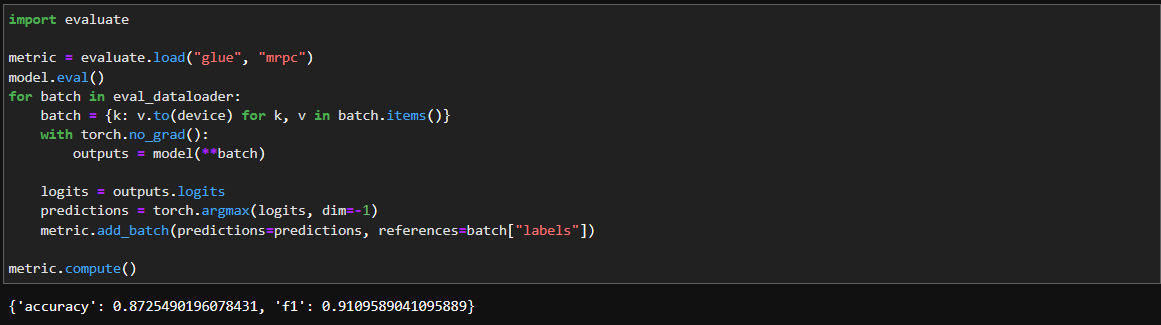 import evaluate

metric = evaluate.load("glue", "mrpc")
model.eval()
for batch in eval_dataloader:
    batch = {k: v.to(device) for k, v in batch.items()}
    with torch.no_grad():
        outputs = model(**batch)

    logits = outputs.logits
    predictions = torch.argmax(logits, dim=-1)
    metric.add_batch(predictions=predictions, references=batch["labels"])

metric.compute()
{'accuracy': 0.8725490196078431, 'f1': 0.9109589041095889}